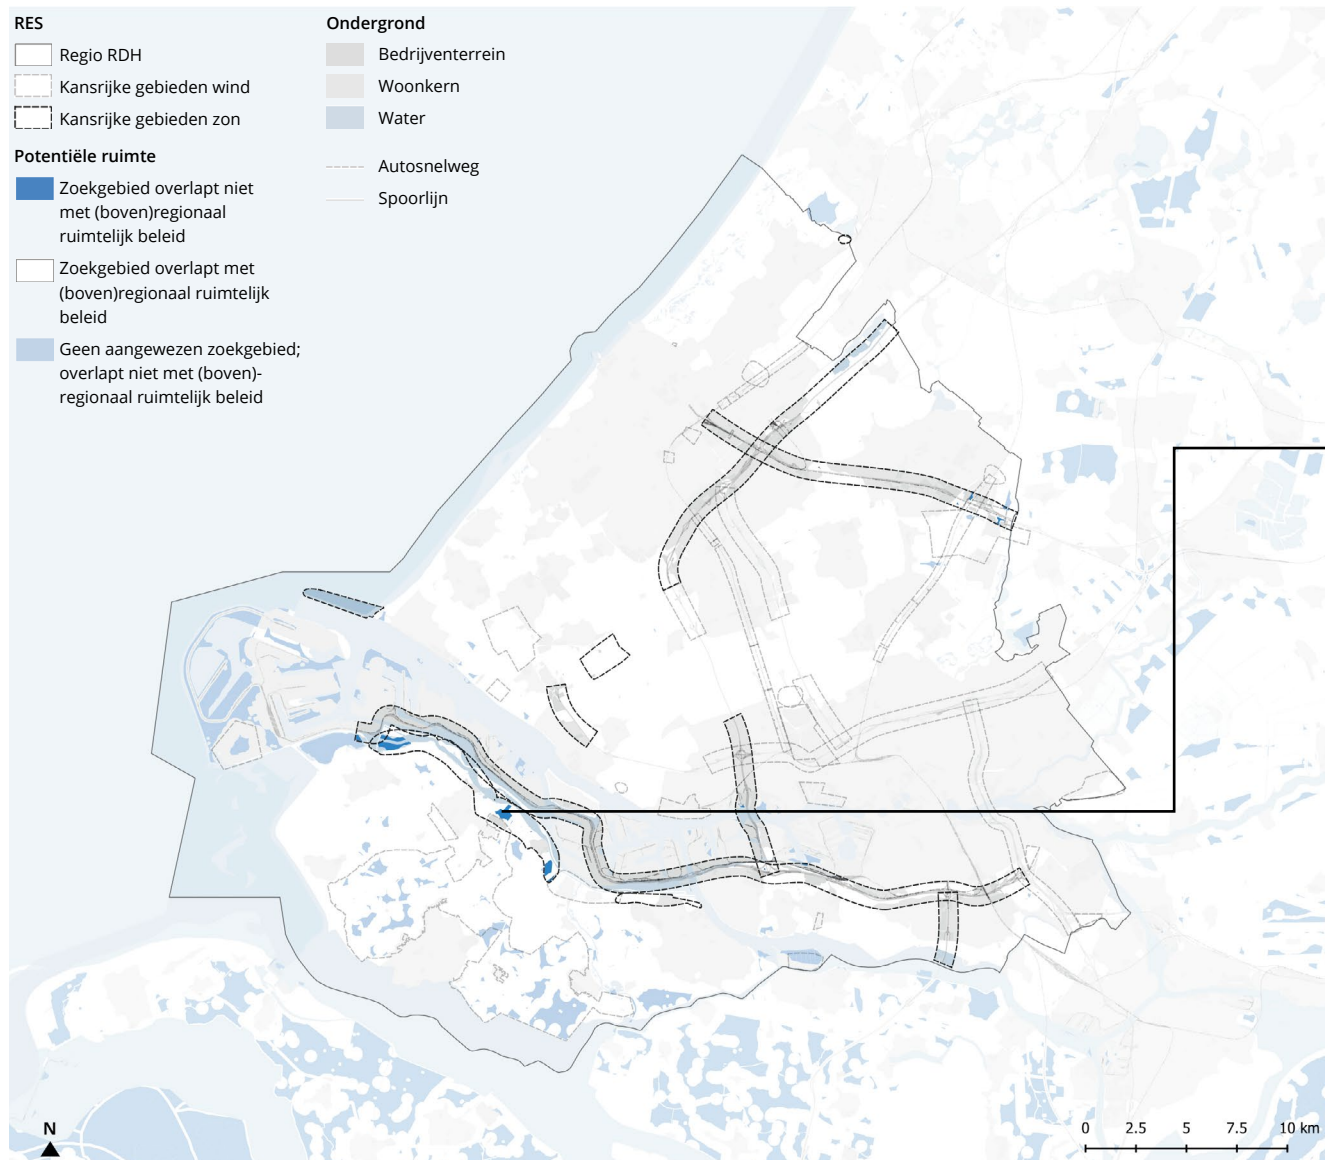 RES
Regio RDH
Kansrijke gebieden wind
Kansrijke gebieden zon
Potentiële ruimte
Zoekgebied overlapt niet
met (boven)regionaal
ruimtelijk beleid
Zoekgebied overlapt met
(boven)regionaal ruimtelijk
beleid
Geen aangewezen zoekgebied;
overlapt niet met (boven)-
regionaal ruimtelijk beleid
Ondergrond
Bedrijventerrein
Woonkern
Water
Autosnelweg
Spoorlijn
N
0 2.5 5 7.5 10 km